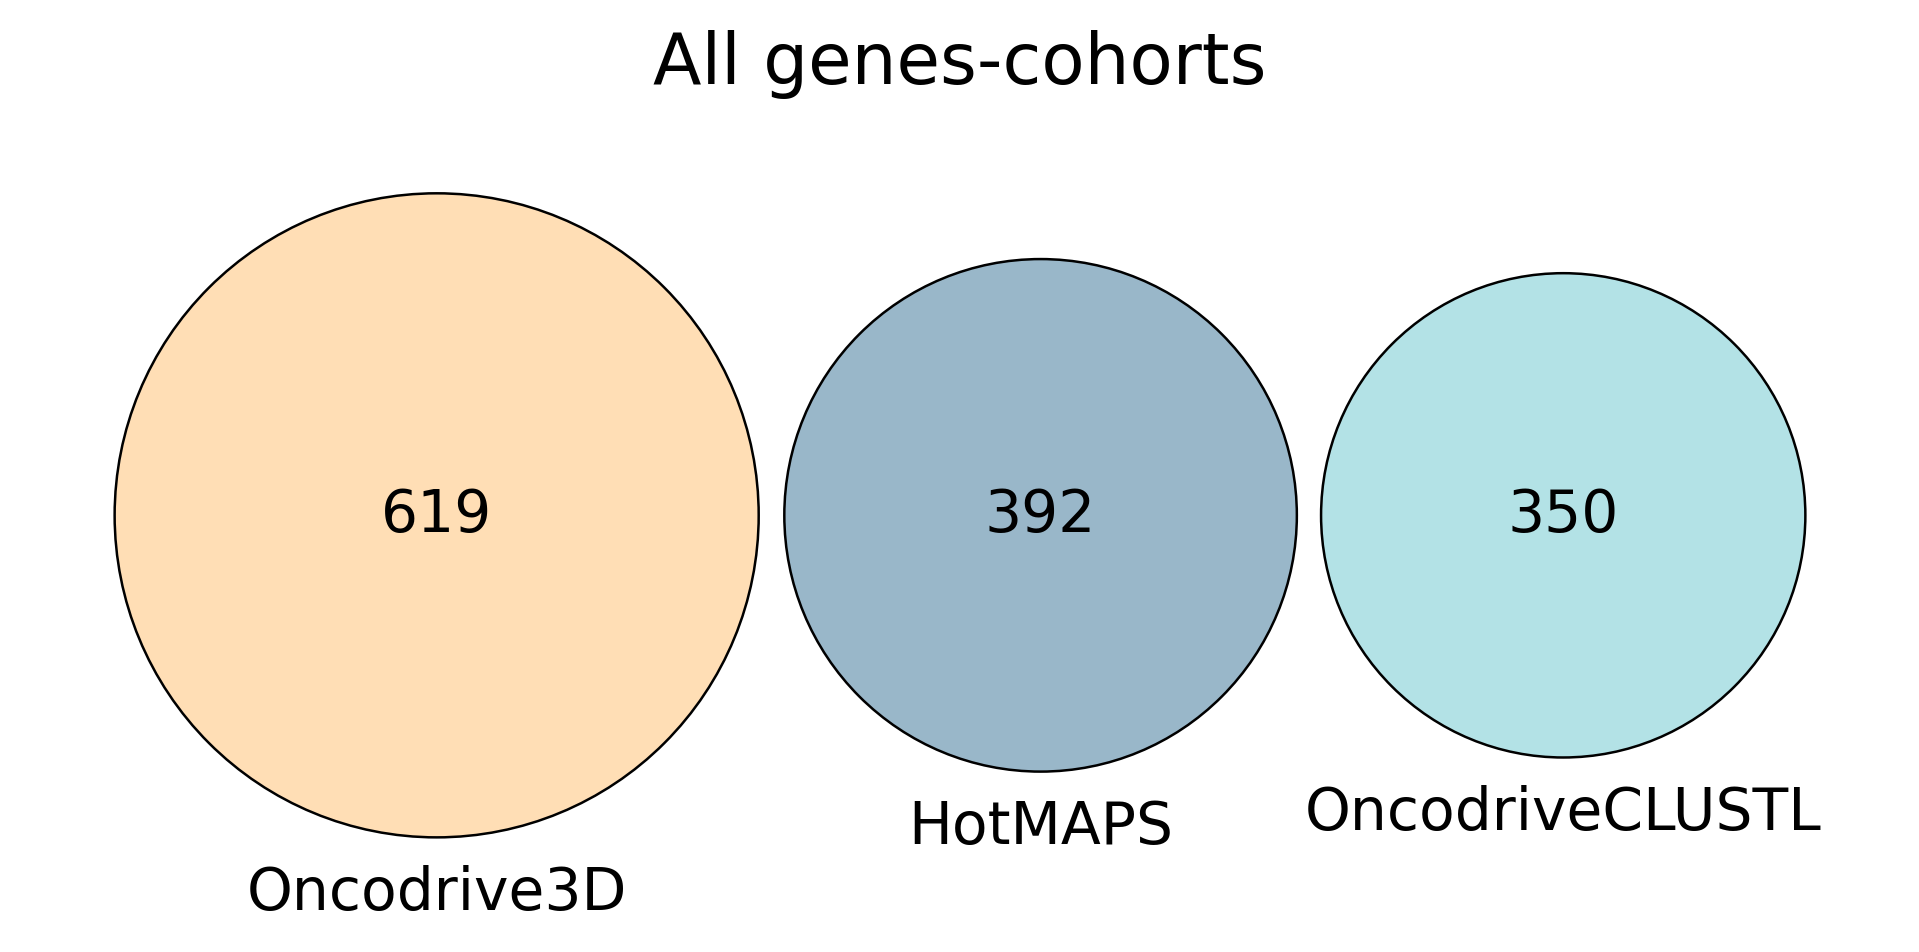 All genes-cohorts
619
392
350
Oncodrive3D
HotMAPS
OncodriveCLUSTL